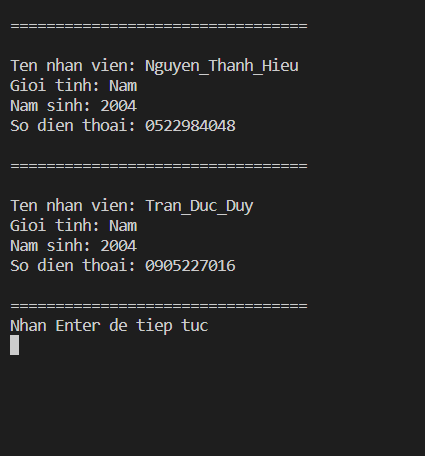 =================================
Ten nhan vien: Nguyen_Thanh_Hieu
Gioi tinh: Nam
Nam sinh: 2004
So dien thoai: 0522984048
=================================
Ten nhan vien: Tran_Duc_Duy
Gioi tinh: Nam
Nam sinh: 2004
So dien thoai: 0905227016
=================================
Nhan Enter de tiep tuc